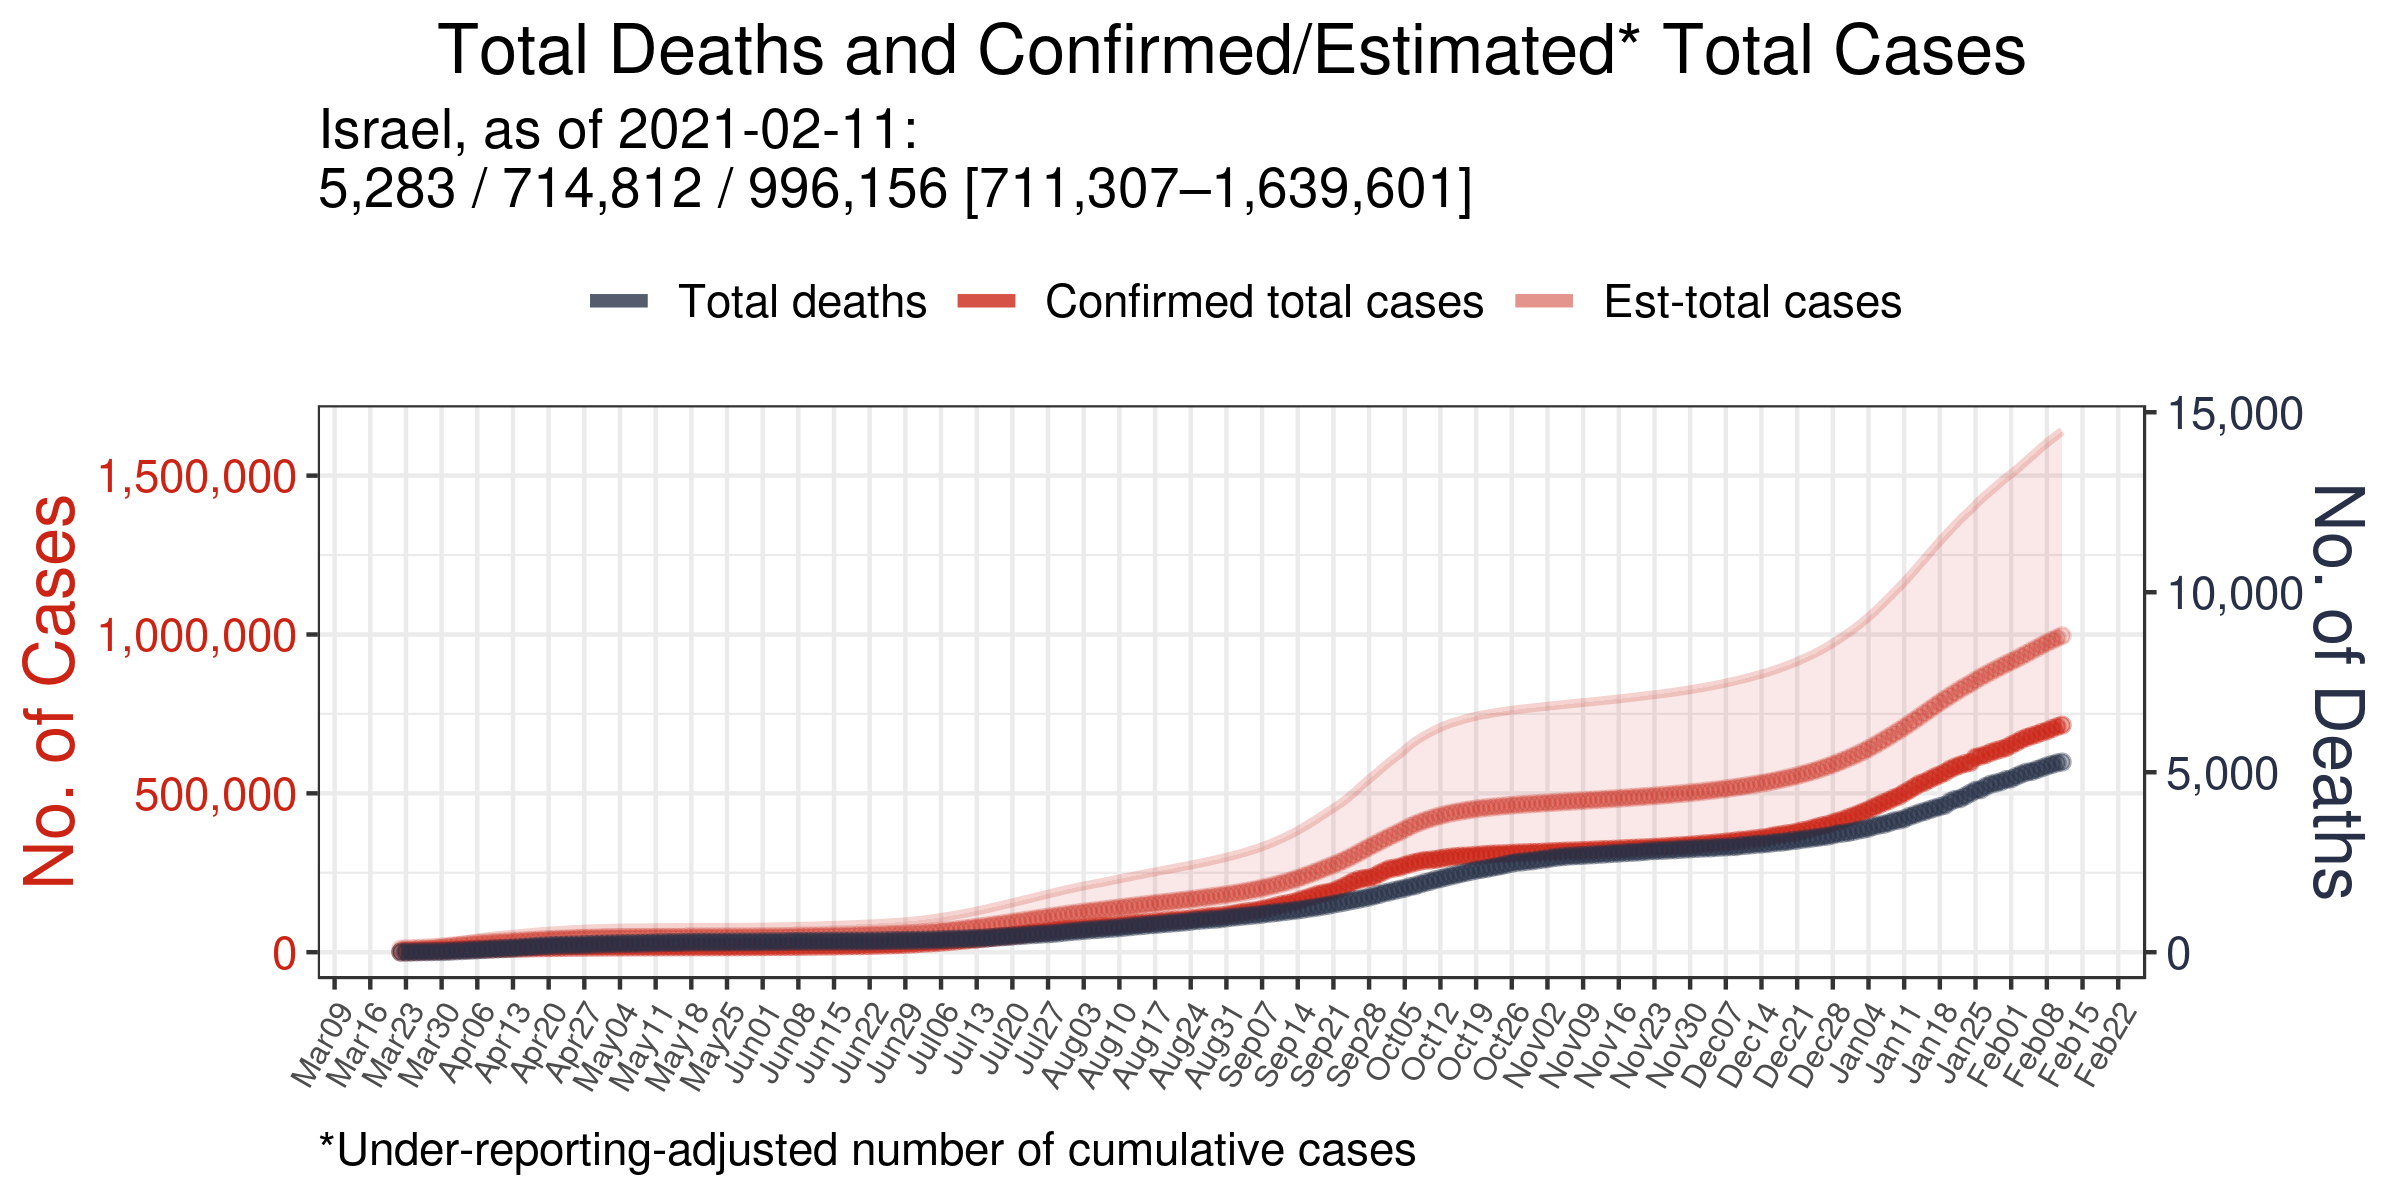 Total Deaths and Confirmed/Estimated* Total Cases
Israel, as of 2021-02-11:
5,283 / 714,812 / 996,156 [711,307–1,639,601]
Total deaths
Confirmed total cases
Est-total cases
No. of Cases
1,500,000
1,000,000
500,000
0
15,000
10,000
5,000
0
No. of Deaths
Mar09
Mar16
Mar23
Mar30
Apr06
Apr13
Apr20
Apr27
May04
May11
May18
May25
Jun01
Jun08
Jun15
Jun22
Jun29
Jul06
Jul13
Jul20
Jul27
Aug03
Aug10
Aug17
Aug24
Aug31
Sep07
Sep14
Sep21
Sep28
Oct05
Oct12
Oct19
Oct26
Nov02
Nov09
Nov16
Nov23
Nov30
Dec07
Dec14
Dec21
Dec28
Jan04
Jan11
Jan18
Jan25
Feb01
Feb08
Feb15
Feb22
*Under-reporting-adjusted number of cumulative cases